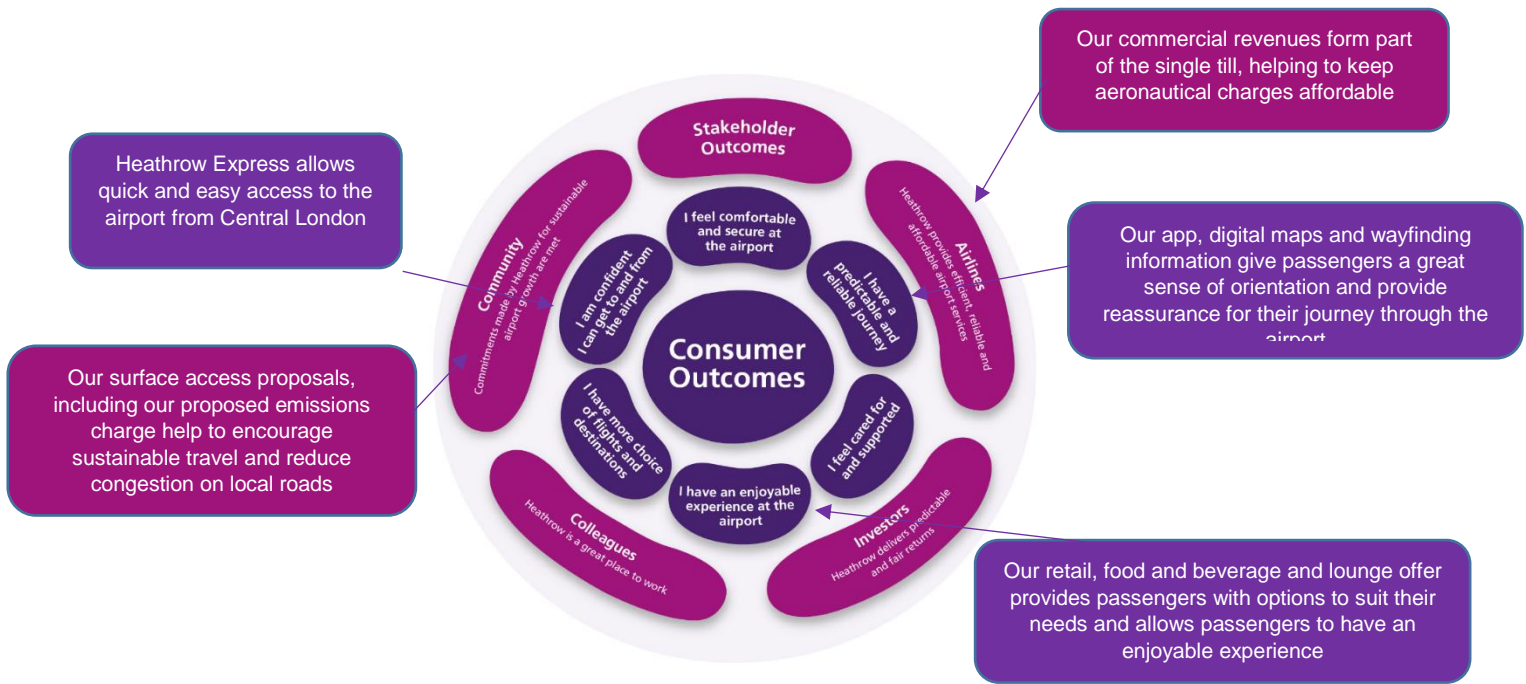 Our commercial revenues form part
of the single till, helping to keep
aeronautical charges affordable
Heathrow Express allows
quick and easy access to the
airport from Central London
Our app, digital maps and wayfinding
information give passengers a great
sense of orientation and provide
reassurance for their journey through the
airport
Our surface access proposals,
including our proposed emissions
charge help to encourage
sustainable travel and reduce
congestion on local roads
Our retail, food and beverage and lounge offer
provides passengers with options to suit their
needs and allows passengers to have an
enjoyable experience
Stakeholder
Outcomes
Airlines
Heathrow provides efficient, reliable and
affordable airport services
Investors
Heathrow delivers predictable
and fair returns
Colleagues
Heathrow is a great place to work
Community
Commitments made by Heathrow for sustainable
airport growth are met
I feel comfortable
and secure at
the airport
I have a
predictable and
reliable journey
I feel cared for
and supported
I have an enjoyable
experience at the
airport
I have more choice
of flights and
destinations
I am confident
I can get to and from
the airport
Consumer
Outcomes